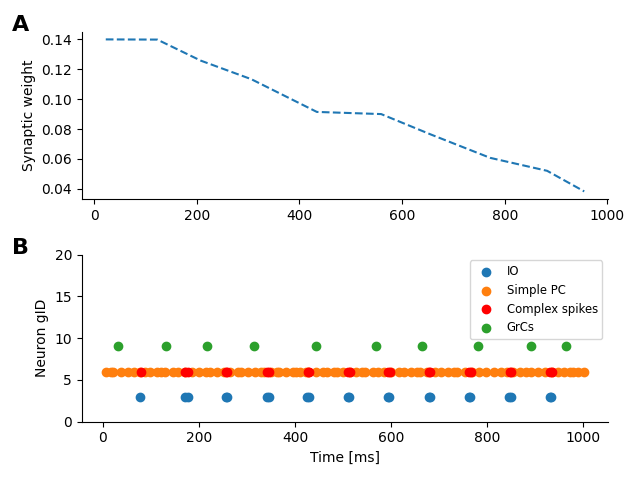 A
0.14
0.12
0.10
0.08
0.06
0.04
Synaptic weight
0 200 400 600 800 1000
B
20
15
10
5
0
Neuron gID
IO
Simple PC
Complex spikes
GrCs
0 200 400 600 800 1000
Time [ms]